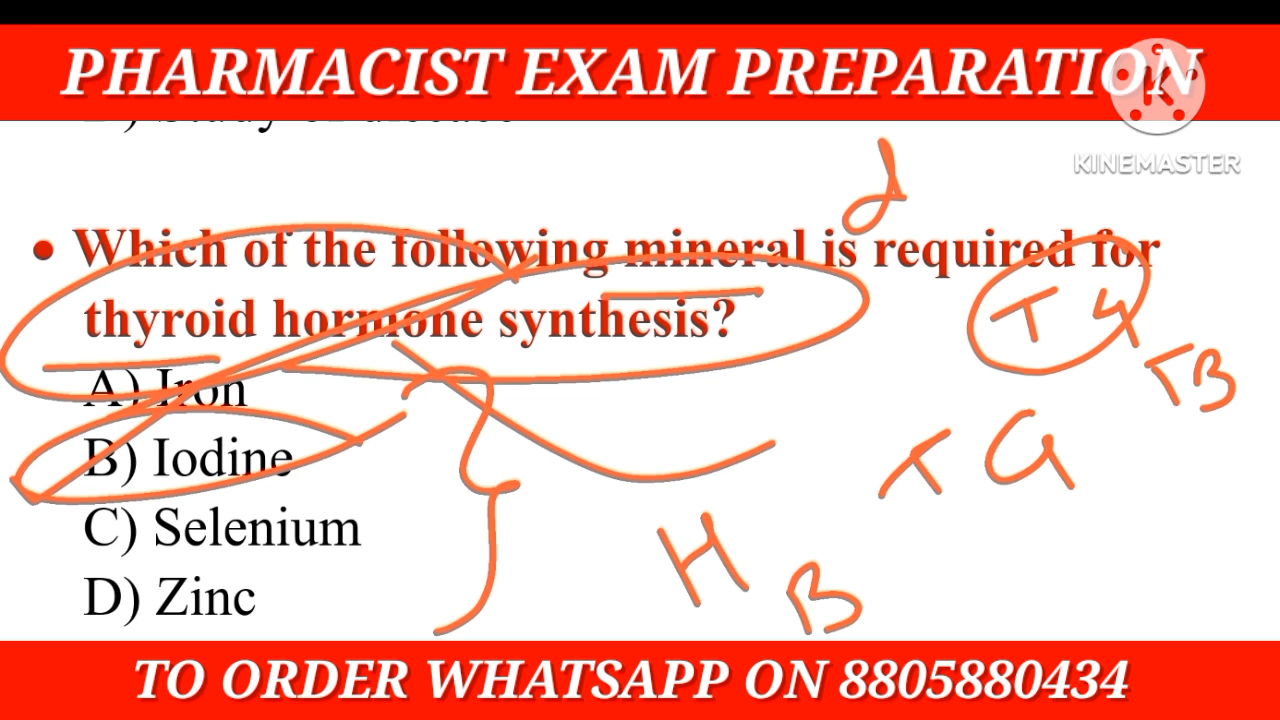 PHARMACIST EXAM PREPARATION
KINEMASTER
• Which of the following mineral is required for
thyroid hormone synthesis?
T4
T3
A) Iron
B) Iodine
T
C) Selenium
H
B
D) Zinc
TO ORDER WHATSAPP ON 8805880434